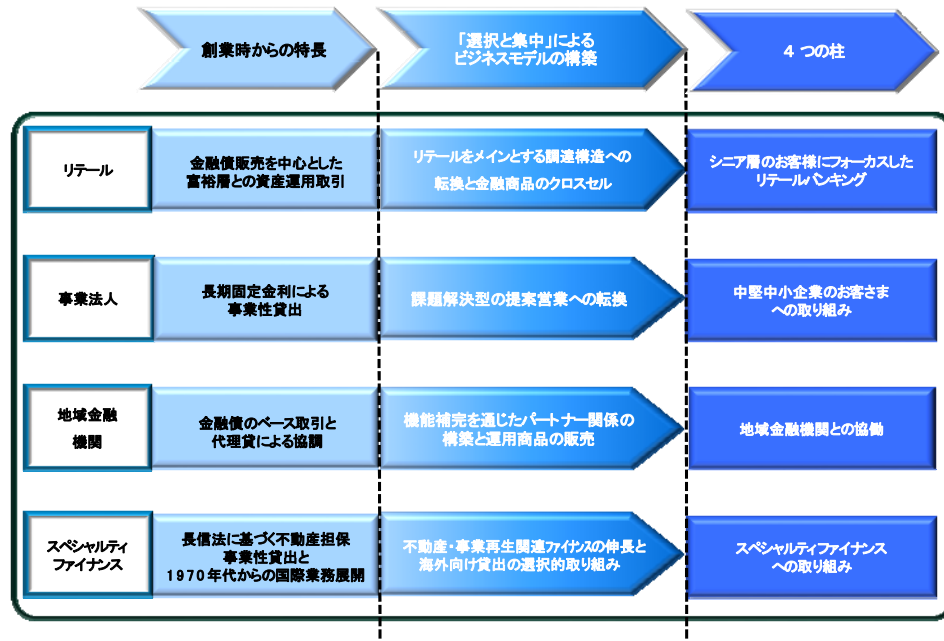 創業時からの特長
「選択と集中」による
ビジネスモデルの構築
4 つの柱
リテール
金融債販売を中心とした
富裕層との資産運用取引
リテールをメインとする調達構造への
転換と金融商品のクロスセル
シニア層のお客様にフォーカスした
リテールバンキング
事業法人
長期固定金利による
事業性貸出
課題解決型の提案営業への転換
中堅中小企業のお客さま
への取り組み
地域金融
機関
金融債のベース取引と
代理貸による協調
機能補完を通じたパートナー関係の
構築と運用商品の販売
地域金融機関との協働
スペシャルティ
ファイナンス
長信法に基づく不動産担保
事業性貸出と
1970年代からの国際業務展開
不動産・事業再生関連ファイナンスの伸長と
海外向け貸出の選択的取り組み
スペシャルティファイナンス
への取り組み